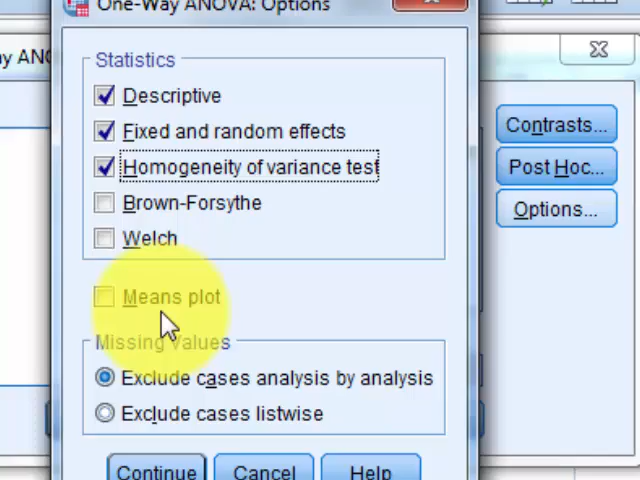 One-Way ANOVA: Options
ay ANO
Statistics
Descriptive
Fixed and random effects
Homogeneity of variance test
Brown-Forsythe
Welch
Means plot
Missing Values
Exclude cases analysis by analysis
Exclude cases listwise
Continue
Cancel
Help
Contrasts...
Post Hoc...
Options...